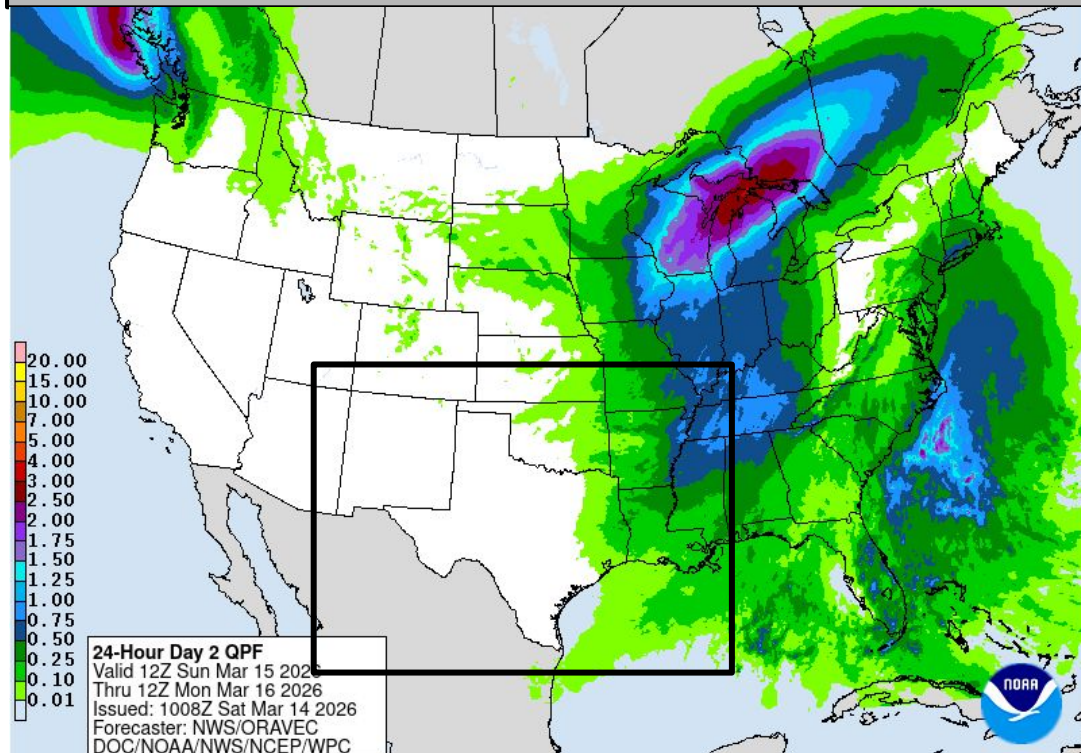 20.00
15.00
10.00
7.00
5.00
4.00
3.00
2.50
2.00
1.75
1.50
1.25
1.00
0.75
0.50
0.25
0.10
0.01
24-Hour Day 2 QPF
Valid 12Z Sun Mar 15 2026
Thru 12Z Mon Mar 16 2026
Issued: 1008Z Sat Mar 14 2026
Forecaster: NWS/ORAVEC
DOC/NOAA/NWS/NCEP/WPC
NOAA